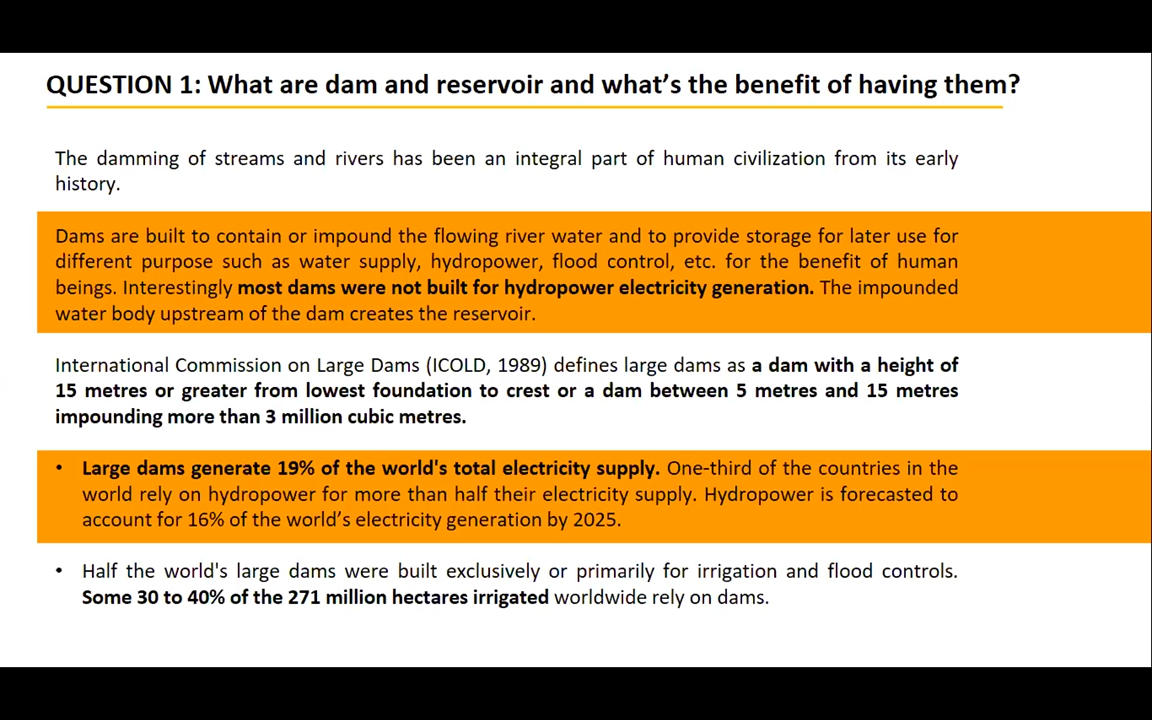 QUESTION 1: What are dam and reservoir and what's the benefit of having them?
The damming of streams and rivers has been an integral part of human civilization from its early
history.
Dams are built to contain or impound the flowing river water and to provide storage for later use for
different purpose such as water supply, hydropower, flood control, etc. for the benefit of human
beings. Interestingly most dams were not built for hydropower electricity generation. The impounded
water body upstream of the dam creates the reservoir.
International Commission on Large Dams (ICOLD, 1989) defines large dams as a dam with a height of
15 metres or greater from lowest foundation to crest or a dam between 5 metres and 15 metres
impounding more than 3 million cubic metres.
• Large dams generate 19% of the world's total electricity supply. One-third of the countries in the
world rely on hydropower for more than half their electricity supply. Hydropower is forecasted to
account for 16% of the world's electricity generation by 2025.
• Half the world's large dams were built exclusively or primarily for irrigation and flood controls.
Some 30 to 40% of the 271 million hectares irrigated worldwide rely on dams.